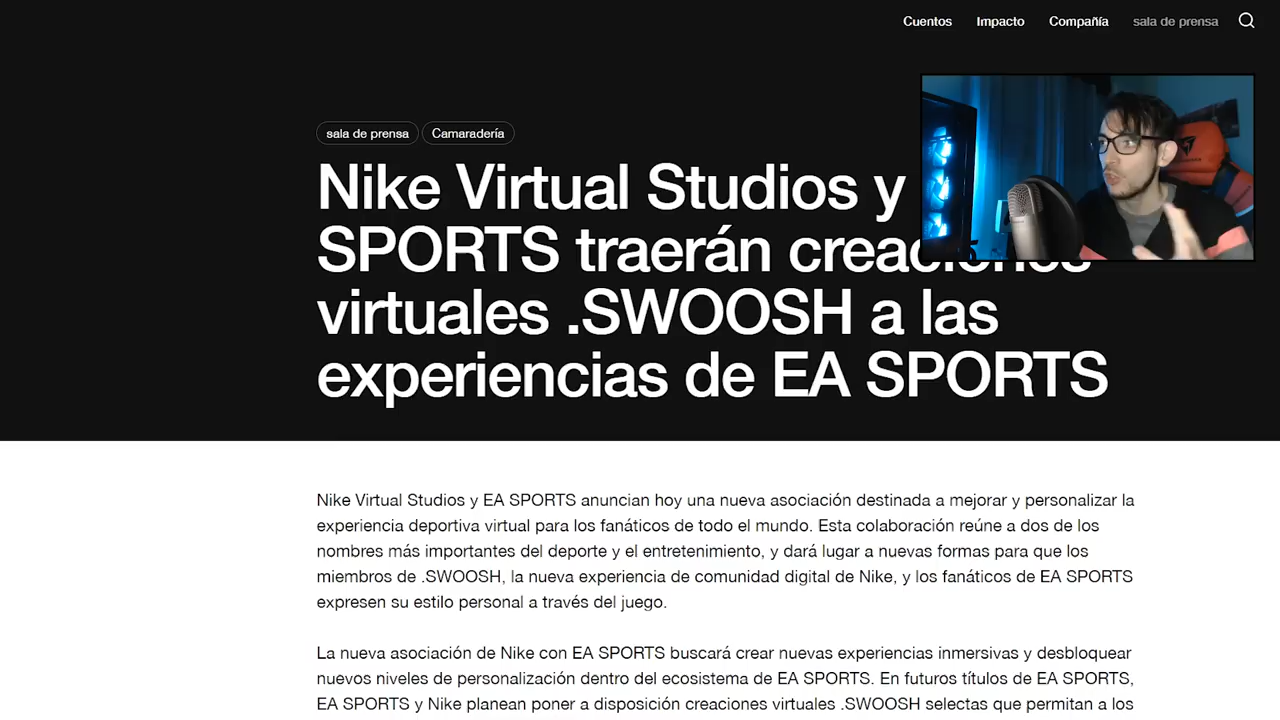 Cuentos Impacto Compañía sala de prensa
sala de prensa Camaradería
Nike Virtual Studios y
SPORTS traerán creaciones
virtuales .SWOOSH a las
experiencias de EA SPORTS
Nike Virtual Studios y EA SPORTS anuncian hoy una nueva asociación destinada a mejorar y personalizar la
experiencia deportiva virtual para los fanáticos de todo el mundo. Esta colaboración reúne a dos de los
nombres más importantes del deporte y el entretenimiento, y dará lugar a nuevas formas para que los
miembros de .SWOOSH, la nueva experiencia de comunidad digital de Nike, y los fanáticos de EA SPORTS
expresen su estilo personal a través del juego.
La nueva asociación de Nike con EA SPORTS buscará crear nuevas experiencias inmersivas y desbloquear
nuevos niveles de personalización dentro del ecosistema de EA SPORTS. En futuros títulos de EA SPORTS,
EA SPORTS y Nike planean poner a disposición creaciones virtuales .SWOOSH selectas que permitan a los